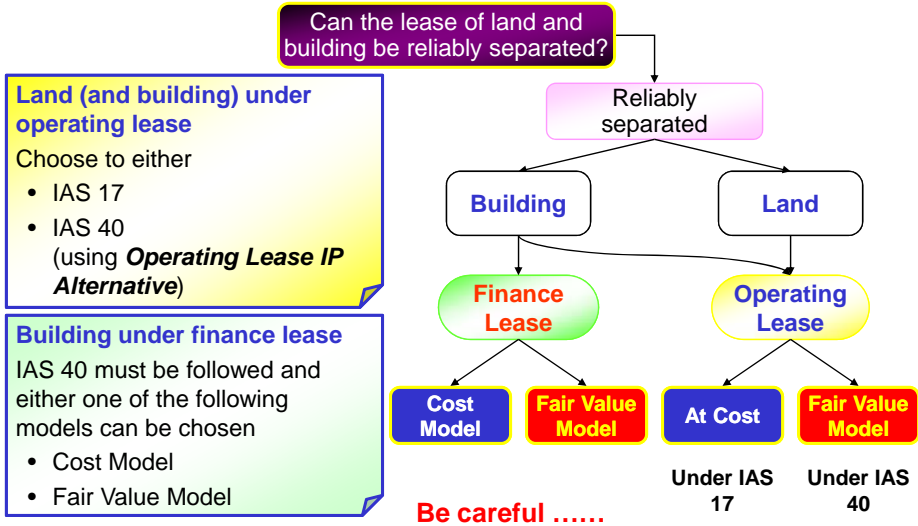 Can the lease of land and
building be reliably separated?
Land (and building) under
operating lease
Choose to either
• IAS 17
• IAS 40
(using Operating Lease IP
Alternative)
Building under finance lease
IAS 40 must be followed and
either one of the following
models can be chosen
• Cost Model
• Fair Value Model
Reliably
separated
Building
Land
Finance
Lease
Operating
Lease
Cost
Model
Fair Value
Model
At Cost
Fair Value
Model
Under IAS
17
Under IAS
40
Be careful ......